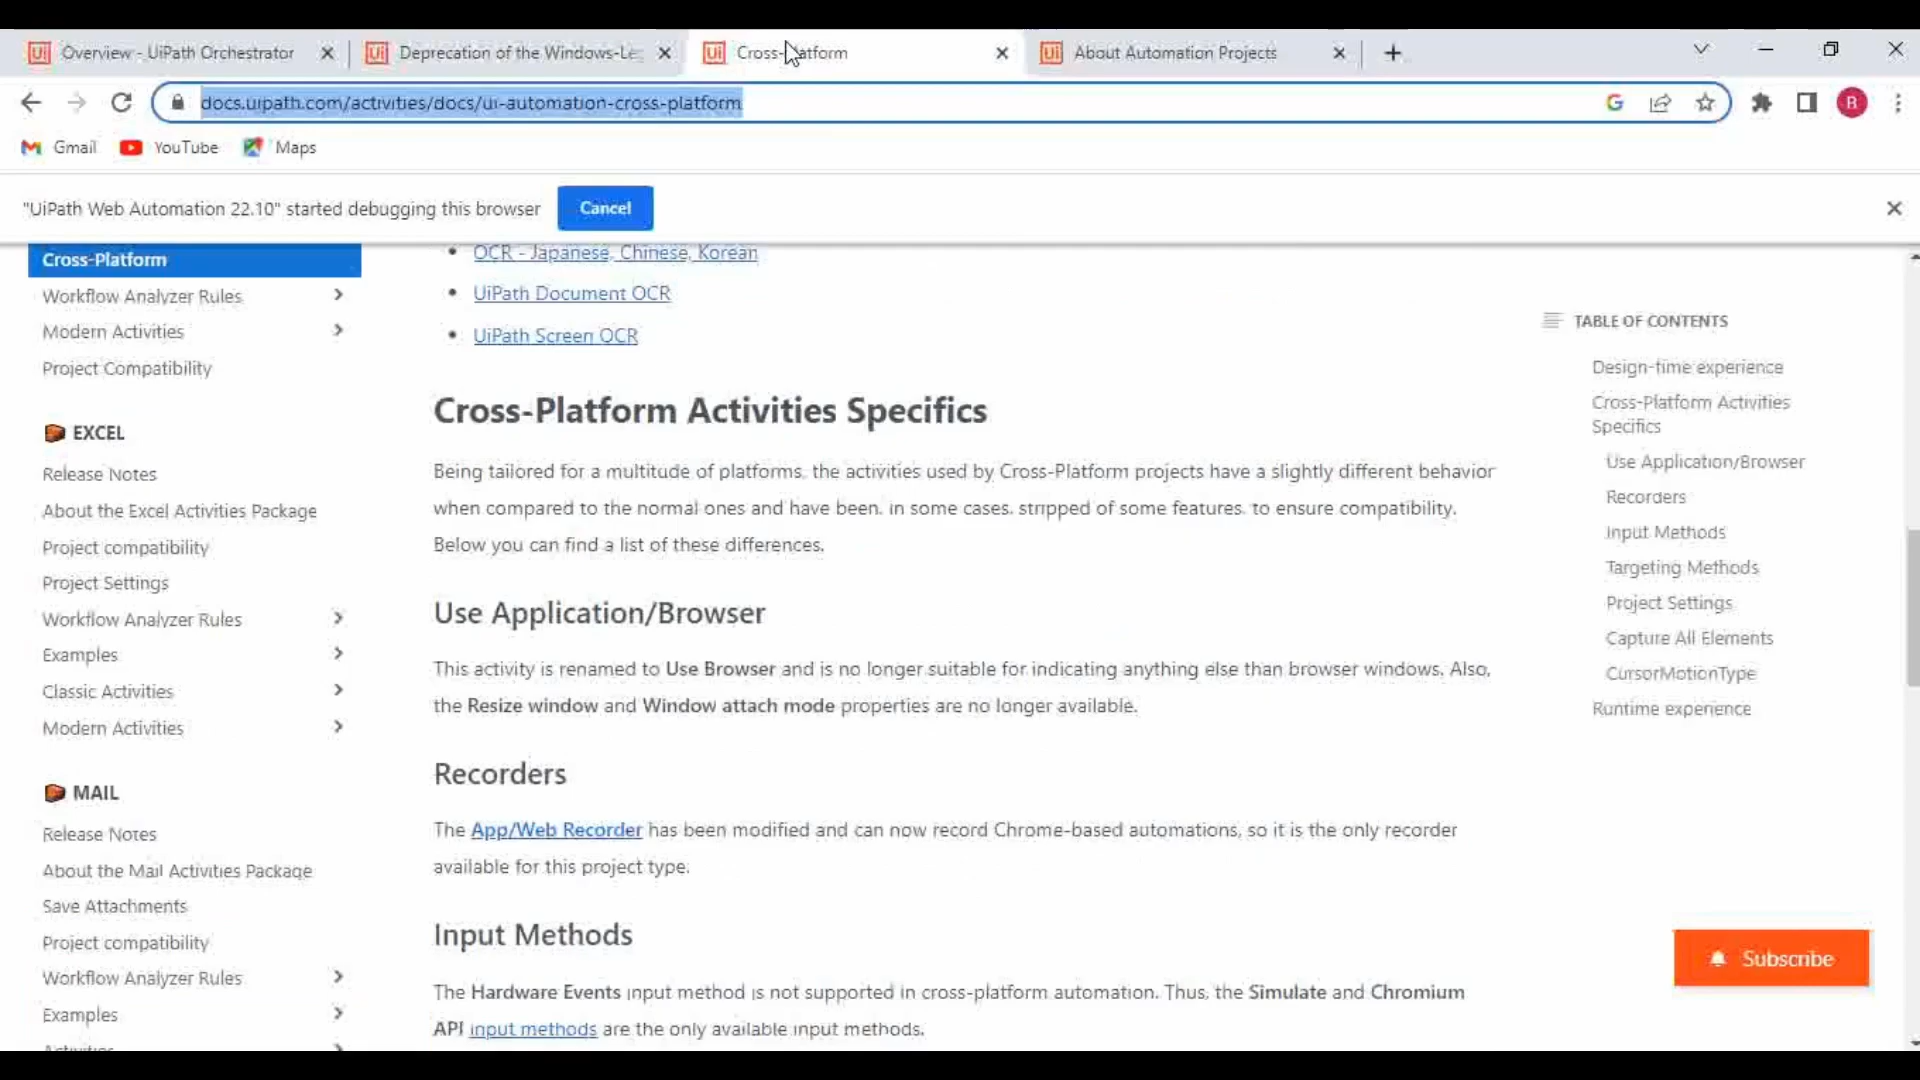 Overview - UiPath Orchestrator
Deprecation of the Windows-Le
Cross-Platform
About Automation Projects
docs.uipath.com/activities/docs/ui-automation-cross-platform
Gmail
YouTube
Maps
"UiPath Web Automation 22.10" started debugging this browser
Cancel
Cross-Platform
Workflow Analyzer Rules
Modern Activities
Project Compatibility
EXCEL
Release Notes
About the Excel Activities Package
Project compatibility
Project Settings
Workflow Analyzer Rules
Examples
Classic Activities
Modern Activities
MAIL
Release Notes
About the Mail Activities Package
Save Attachments
Project compatibility
Workflow Analyzer Rules
Examples
• OCR - Japanese, Chinese, Korean
• UiPath Document OCR
• UiPath Screen OCR
Cross-Platform Activities Specifics
Being tailored for a multitude of platforms, the activities used by Cross-Platform projects have a slightly different behavior
when compared to the normal ones and have been, in some cases, stripped of some features, to ensure compatibility.
Below you can find a list of these differences.
Use Application/Browser
This activity is renamed to Use Browser and is no longer suitable for indicating anything else than browser windows. Also,
the Resize window and Window attach mode properties are no longer available.
Recorders
The App/Web Recorder has been modified and can now record Chrome-based automations, so it is the only recorder
available for this project type.
Input Methods
The Hardware Events input method is not supported in cross-platform automation. Thus, the Simulate and Chromium
API input methods are the only available input methods.
TABLE OF CONTENTS
Design-time experience
Cross-Platform Activities
Specifics
Use Application/Browser
Recorders
Input Methods
Targeting Methods
Project Settings
Capture All Elements
CursorMotionType
Runtime experience
Subscribe